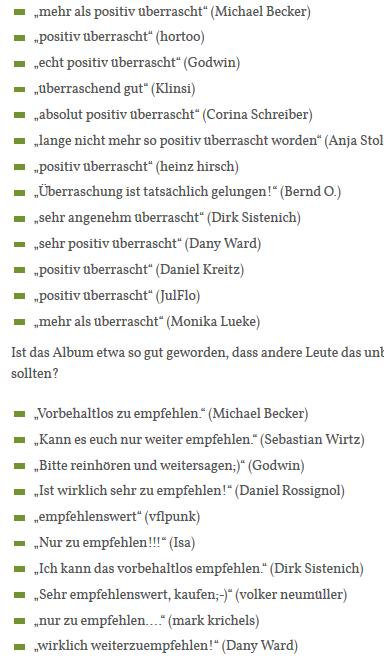 „mehr als positiv überrascht“ (Michael Becker)
„positiv überrascht“ (hortoo)
„echt positiv überrascht“ (Godwin)
„überraschend gut“ (Klinsi)
„absolut positiv überrascht“ (Corina Schreiber)
„lange nicht mehr so positiv überrascht worden“ (Anja Stol
„positiv überrascht“ (heinz hirsch)
„Überraschung ist tatsächlich gelungen!“ (Bernd O.)
„sehr angenehm überrascht“ (Dirk Sistenich)
„sehr positiv überrascht“ (Dany Ward)
„positiv überrascht“ (Daniel Kreitz)
„positiv überrascht“ (JulFlo)
„mehr als überrascht“ (Monika Lueke)
Ist das Album etwa so gut geworden, dass andere Leute das unb
sollten?
„Vorbehaltlos zu empfehlen.“ (Michael Becker)
„Kann es euch nur weiter empfehlen.“ (Sebastian Wirtz)
„Bitte reinhören und weitersagen;)“ (Godwin)
„Ist wirklich sehr zu empfehlen!“ (Daniel Rossignol)
„empfehlenswert“ (vflpunk)
„Nur zu empfehlen!!!“ (Isa)
„Ich kann das vorbehaltlos empfehlen.“ (Dirk Sistenich)
„Sehr empfehlenswert, kaufen;-)“ (volker neumüller)
„nur zu empfehlen….“ (mark krichels)
„wirklich weiterzuempfehlen!“ (Dany Ward)